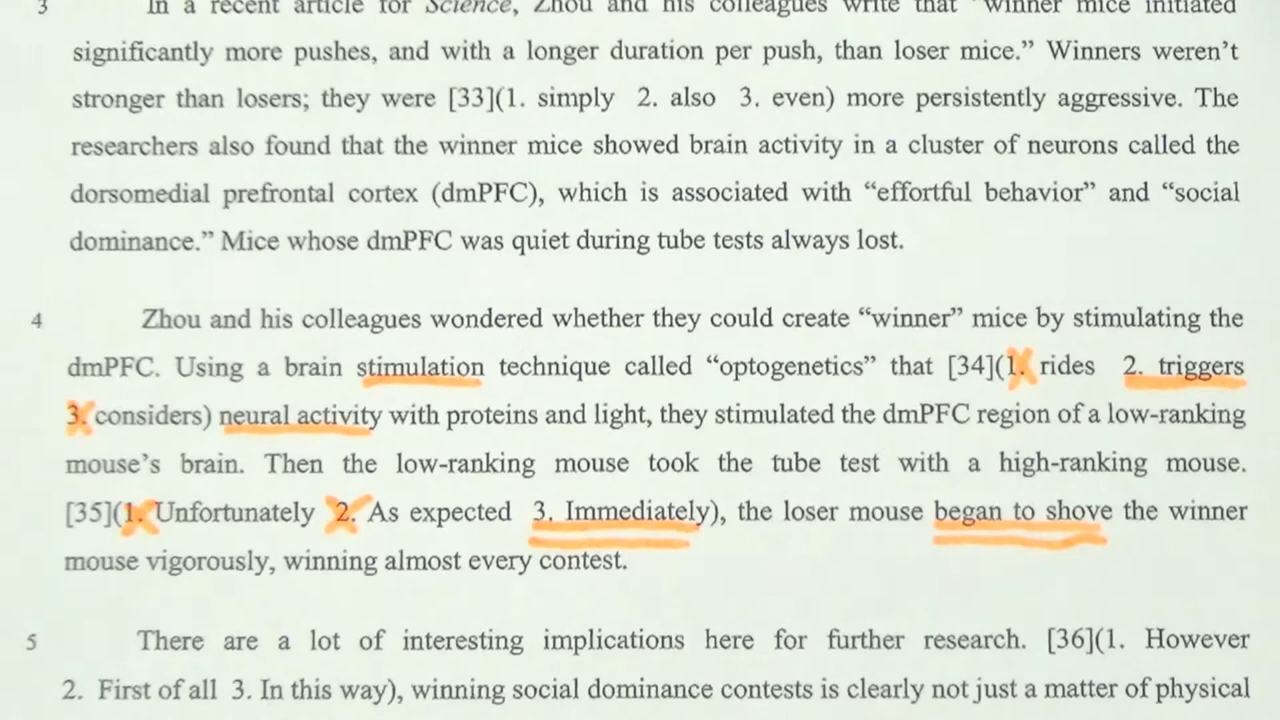 3 In a recent article for Science, Zhou and his colleagues write that “winner mice initiated
significantly more pushes, and with a longer duration per push, than loser mice.” Winners weren’t
stronger than losers; they were [33](1. simply 2. also 3. even) more persistently aggressive. The
researchers also found that the winner mice showed brain activity in a cluster of neurons called the
dorsomedial prefrontal cortex (dmPFC), which is associated with “effortful behavior” and “social
dominance.” Mice whose dmPFC was quiet during tube tests always lost.
4 Zhou and his colleagues wondered whether they could create “winner” mice by stimulating the
dmPFC. Using a brain stimulation technique called “optogenetics” that [34](1. rides 2. triggers
3. considers) neural activity with proteins and light, they stimulated the dmPFC region of a low-ranking
mouse’s brain. Then the low-ranking mouse took the tube test with a high-ranking mouse.
[35](1. Unfortunately 2. As expected 3. Immediately), the loser mouse began to shove the winner
mouse vigorously, winning almost every contest.
5 There are a lot of interesting implications here for further research. [36](1. However
2. First of all 3. In this way), winning social dominance contests is clearly not just a matter of physical